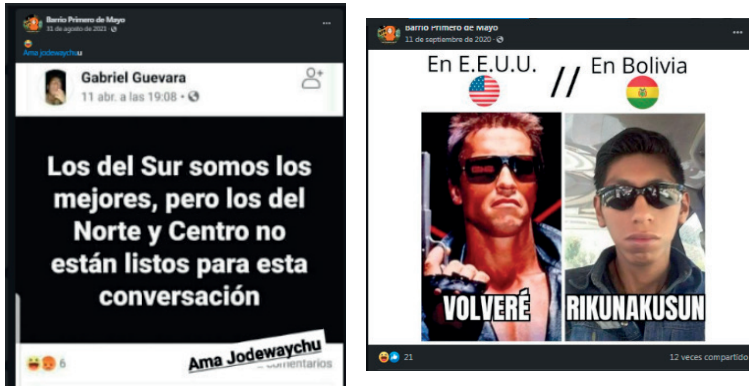 Barrio Primero de Mayo
31 de agosto de 2021
Ama jodewaychu
Gabriel Guevara
11 abr. a las 19:08
Los del Sur somos los
mejores, pero los del
Norte y Centro no
están listos para esta
conversación
Ama Jodewaychu
6
comentarios
Barrio Primero de Mayo
11 de septiembre de 2020
En E.E.U.U. // En Bolivia
VOLVERÉ
RIKUNAKUSUN
21
12 veces compartido